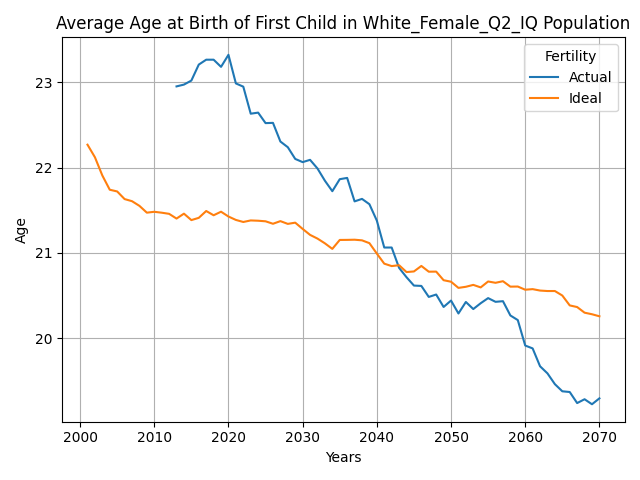 Average Age at Birth of First Child in White_Female_Q2_IQ Population
Fertility
Actual
Ideal
23
22
21
20
Age
2000 2010 2020 2030 2040 2050 2060 2070
Years